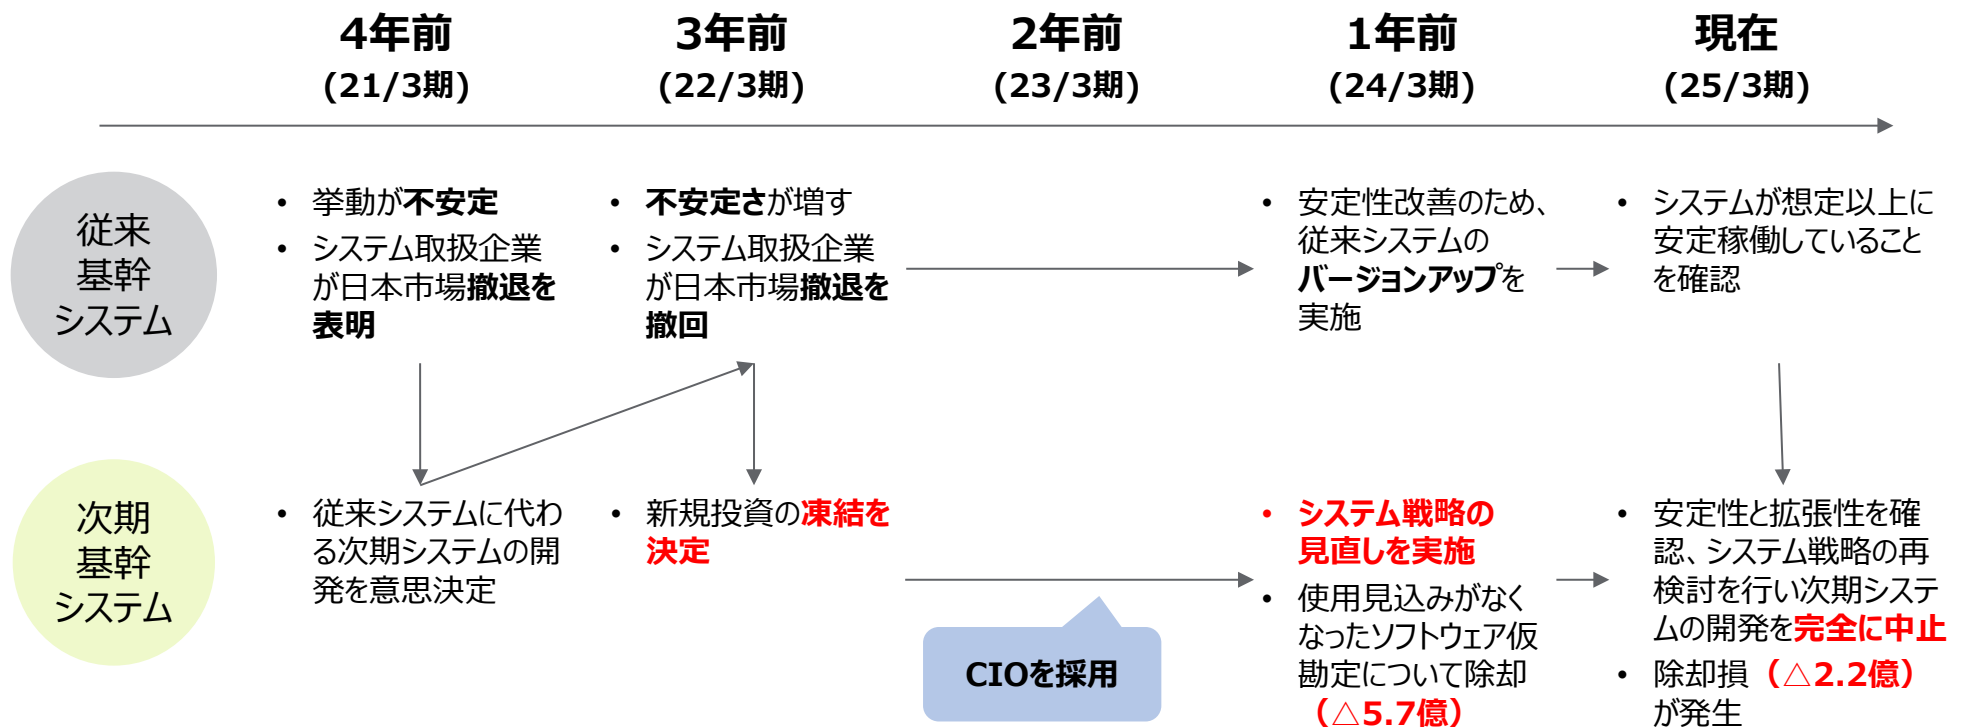 4年前
(21/3期)
3年前
(22/3期)
2年前
(23/3期)
1年前
(24/3期)
現在
(25/3期)
従来
基幹
システム
• 挙動が不安定
• システム取扱企業
が日本市場撤退を
表明
• 不安定さが増す
• システム取扱企業
が日本市場撤退を
撤回
• 安定性改善のため、
従来システムの
バージョンアップを
実施
• システムが想定以上に
安定稼働していること
を確認
次期
基幹
システム
• 従来システムに代わ
る次期システムの開
発を意思決定
• 新規投資の凍結を
決定
CIOを採用
• システム戦略の
見直しを実施
• 使用見込みがなく
なったソフトウェア仮
勘定について除却
（△5.7億）
• 安定性と拡張性を確
認、システム戦略の再
検討を行い次期システ
ムの開発を完全に中止
• 除却損（△2.2億）
が発生